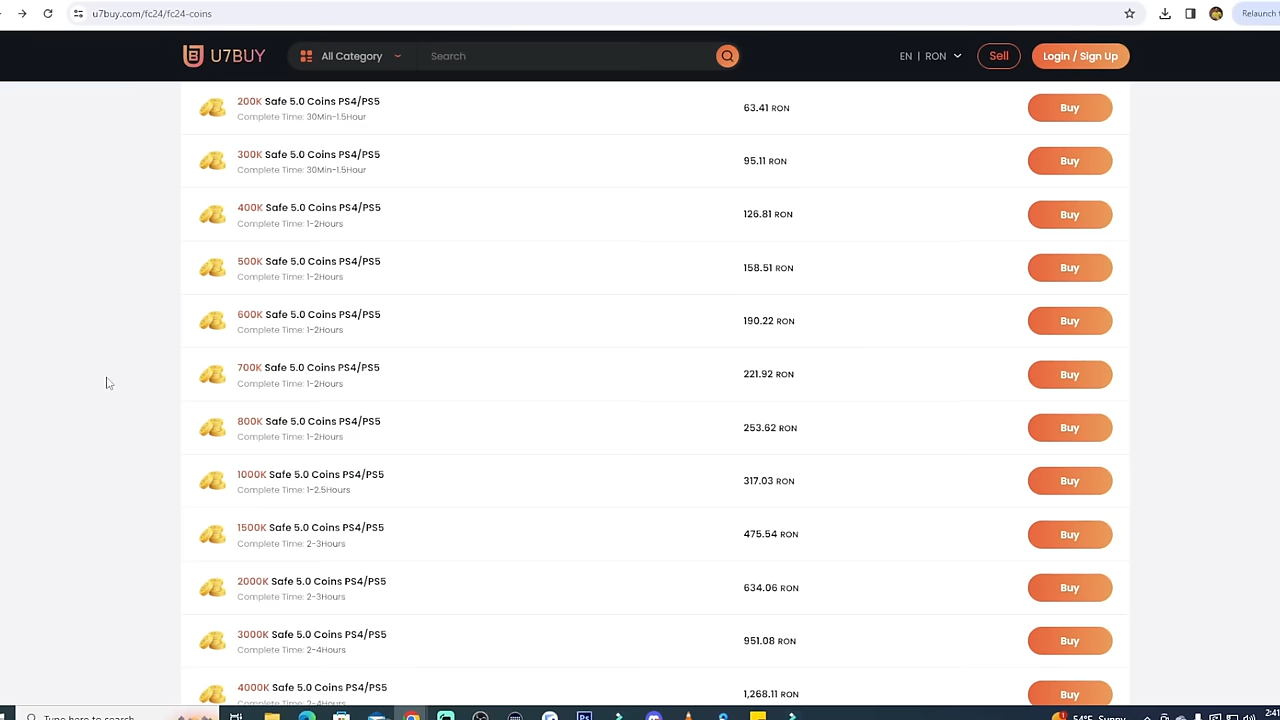 u7buy.com/fc24/fc24-coins
Relaunch t
U7BUY
All Category
Search
EN | RON
Sell
Login / Sign Up
200K Safe 5.0 Coins PS4/PS5
Complete Time: 30Min-1.5Hour
63.41 RON
Buy
300K Safe 5.0 Coins PS4/PS5
Complete Time: 30Min-1.5Hour
95.11 RON
Buy
400K Safe 5.0 Coins PS4/PS5
Complete Time: 1-2Hours
126.81 RON
Buy
500K Safe 5.0 Coins PS4/PS5
Complete Time: 1-2Hours
158.51 RON
Buy
600K Safe 5.0 Coins PS4/PS5
Complete Time: 1-2Hours
190.22 RON
Buy
700K Safe 5.0 Coins PS4/PS5
Complete Time: 1-2Hours
221.92 RON
Buy
800K Safe 5.0 Coins PS4/PS5
Complete Time: 1-2Hours
253.62 RON
Buy
1000K Safe 5.0 Coins PS4/PS5
Complete Time: 1-2.5Hours
317.03 RON
Buy
1500K Safe 5.0 Coins PS4/PS5
Complete Time: 2-3Hours
475.54 RON
Buy
2000K Safe 5.0 Coins PS4/PS5
Complete Time: 2-3Hours
634.06 RON
Buy
3000K Safe 5.0 Coins PS4/PS5
Complete Time: 2-4Hours
951.08 RON
Buy
4000K Safe 5.0 Coins PS4/PS5
Complete Time: 2-4Hours
1,268.11 RON
Buy
Type here to search
Ps
54°F Sunny
2:41